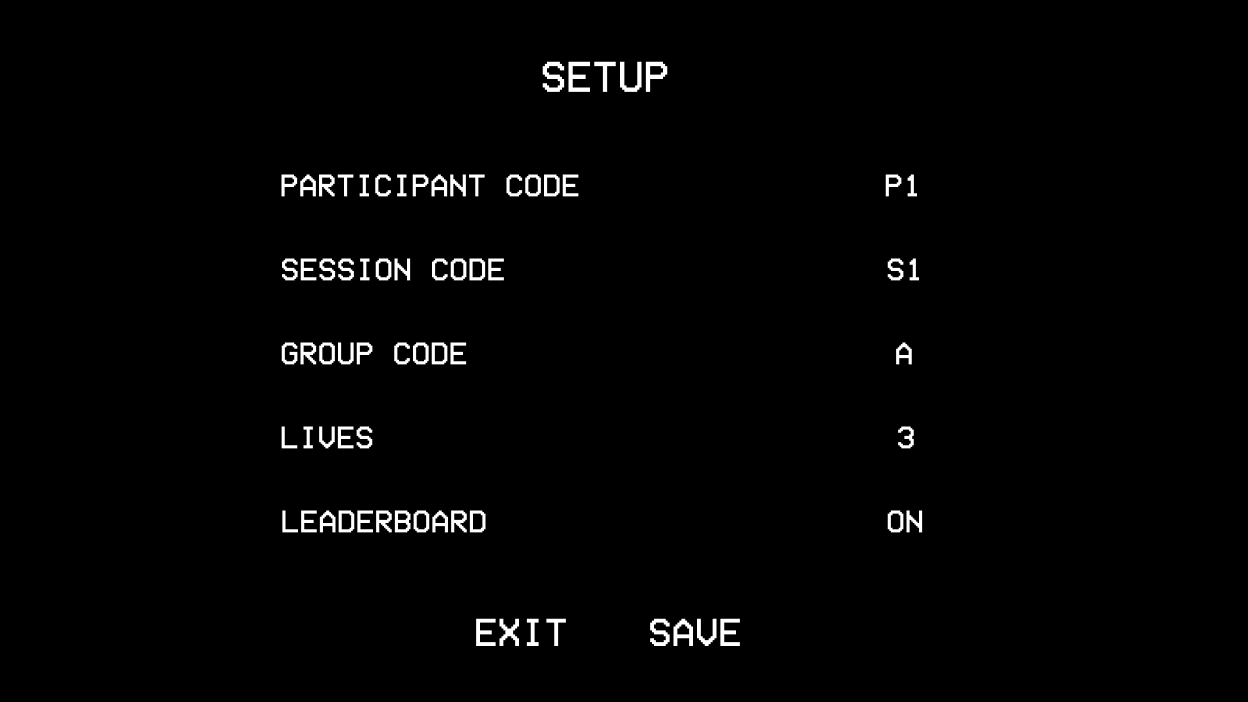 SETUP
PARTICIPANT CODE P1
SESSION CODE S1
GROUP CODE A
LIVES 3
LEADERBOARD ON
EXIT SAVE